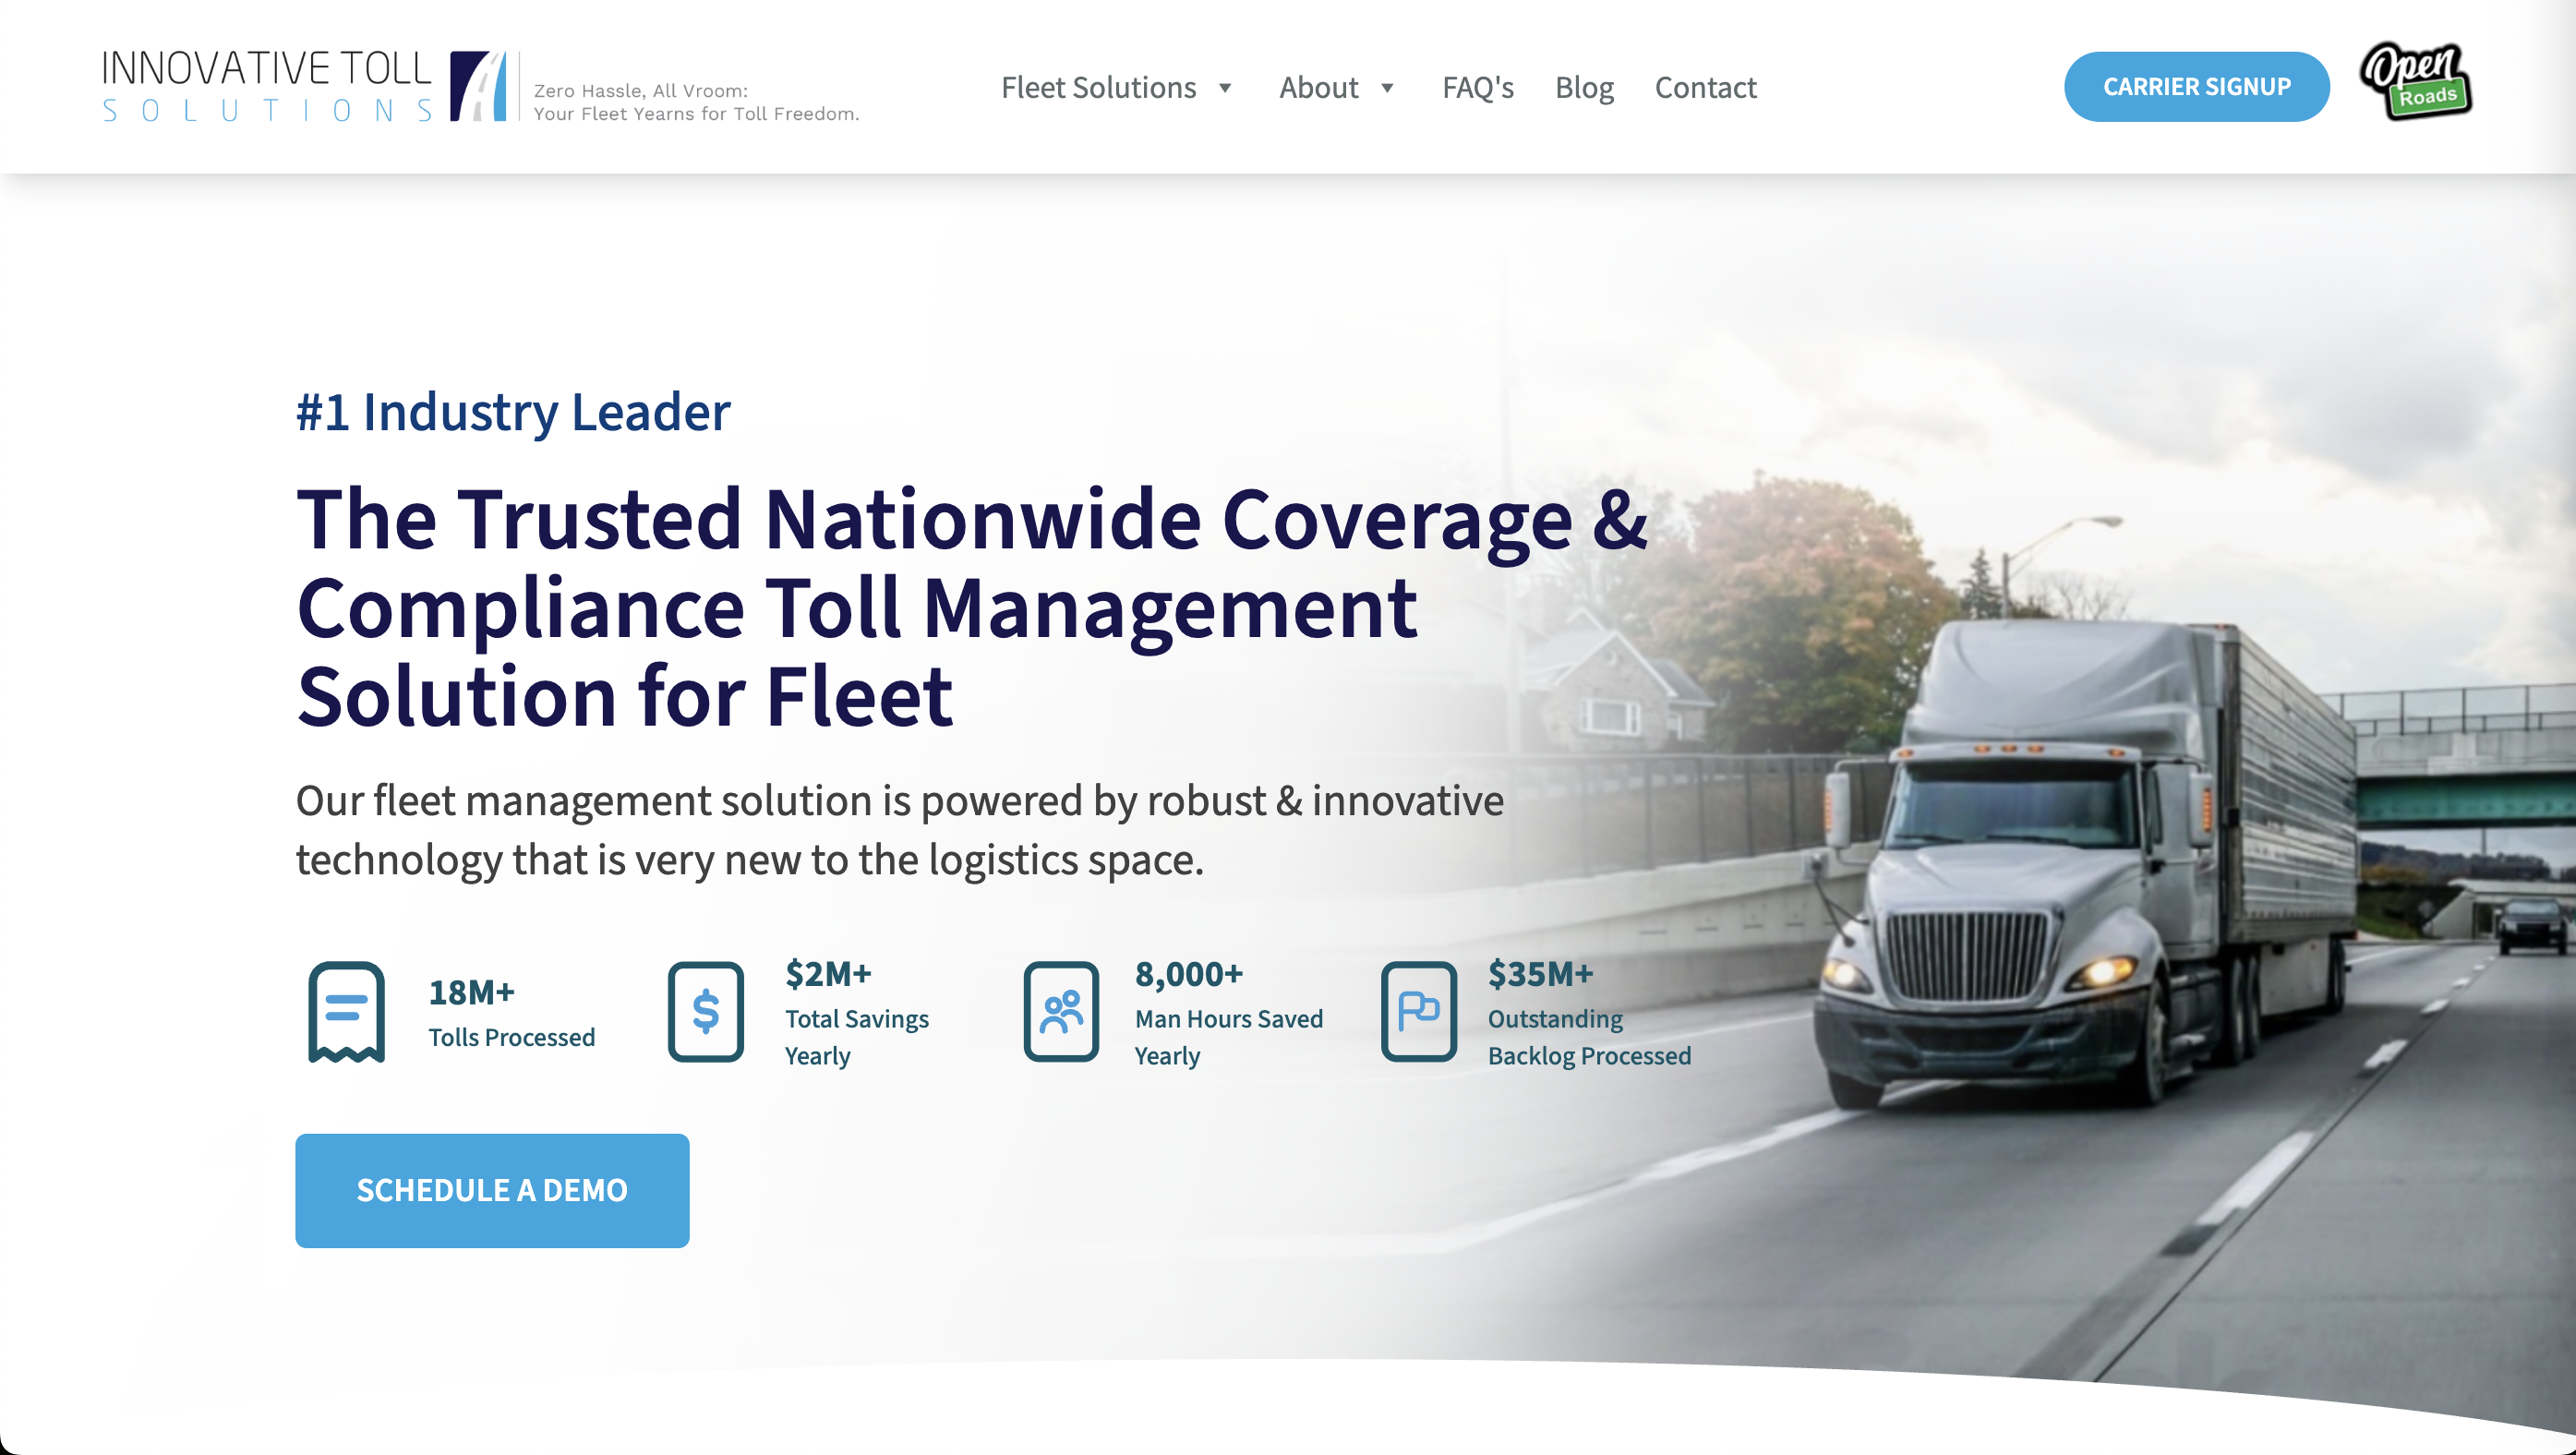 INNOVATIVE TOLL
SOLUTIONS
Zero Hassle, All Vroom:
Your Fleet Yearns for Toll Freedom.
Fleet Solutions
About
FAQ's
Blog
Contact
CARRIER SIGNUP
Open
Roads
#1 Industry Leader
The Trusted Nationwide Coverage &
Compliance Toll Management
Solution for Fleet
Our fleet management solution is powered by robust & innovative
technology that is very new to the logistics space.
18M+
Tolls Processed
$
$2M+
Total Savings
Yearly
8,000+
Man Hours Saved
Yearly
$35M+
Outstanding
Backlog Processed
SCHEDULE A DEMO